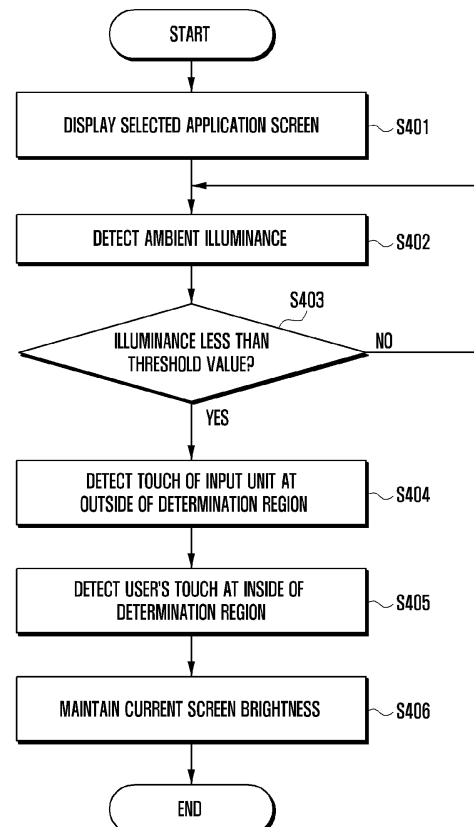 START
DISPLAY SELECTED APPLICATION SCREEN
S401
DETECT AMBIENT ILLUMINANCE
S402
S403
ILLUMINANCE LESS THAN
THRESHOLD VALUE?
NO
YES
DETECT TOUCH OF INPUT UNIT AT
OUTSIDE OF DETERMINATION REGION
S404
DETECT USER'S TOUCH AT INSIDE OF
DETERMINATION REGION
S405
MAINTAIN CURRENT SCREEN BRIGHTNESS
S406
END